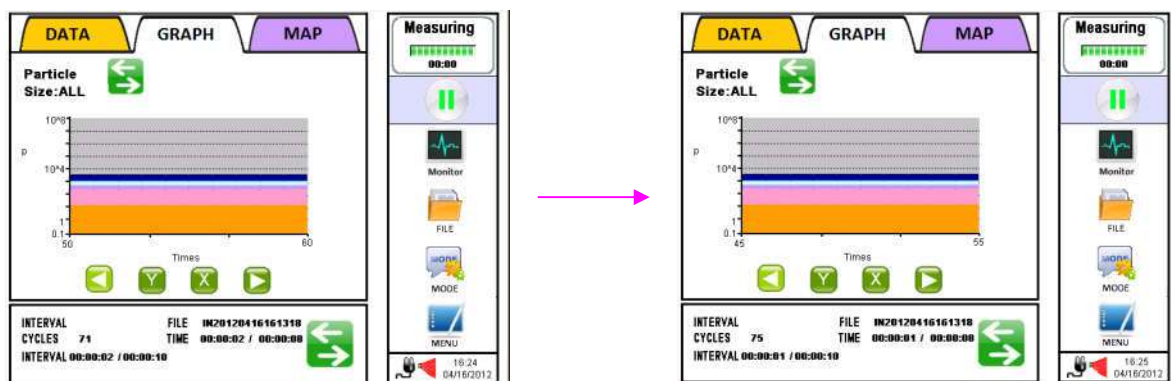 DATA GRAPH MAP
Particle
Size:ALL
10^8
p
10^4
1
0.1
50 60
Times
Y X
INTERVAL FILE IN20120416161318
CYCLES 71 TIME 00:00:02 / 00:00:08
INTERVAL 00:00:02 / 00:00:10
Measuring
00:00
Monitor
FILE
MODE
MODE
MENU
16:24
04/16/2012
DATA GRAPH MAP
Particle
Size:ALL
10^8
p
10^4
1
0.1
45 55
Times
Y X
INTERVAL FILE IN20120416161318
CYCLES 75 TIME 00:00:01 / 00:00:08
INTERVAL 00:00:01 / 00:00:10
Measuring
00:00
Monitor
FILE
MODE
MODE
MENU
16:25
04/16/2012